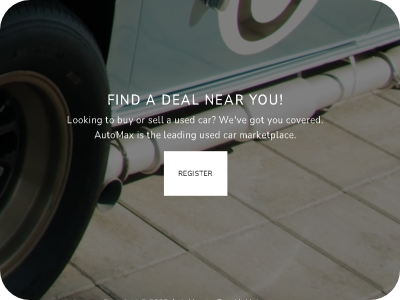 FIND A DEAL NEAR YOU!
Looking to buy or sell a used car? We've got you covered.
AutoMax is the leading used car marketplace.
REGISTER